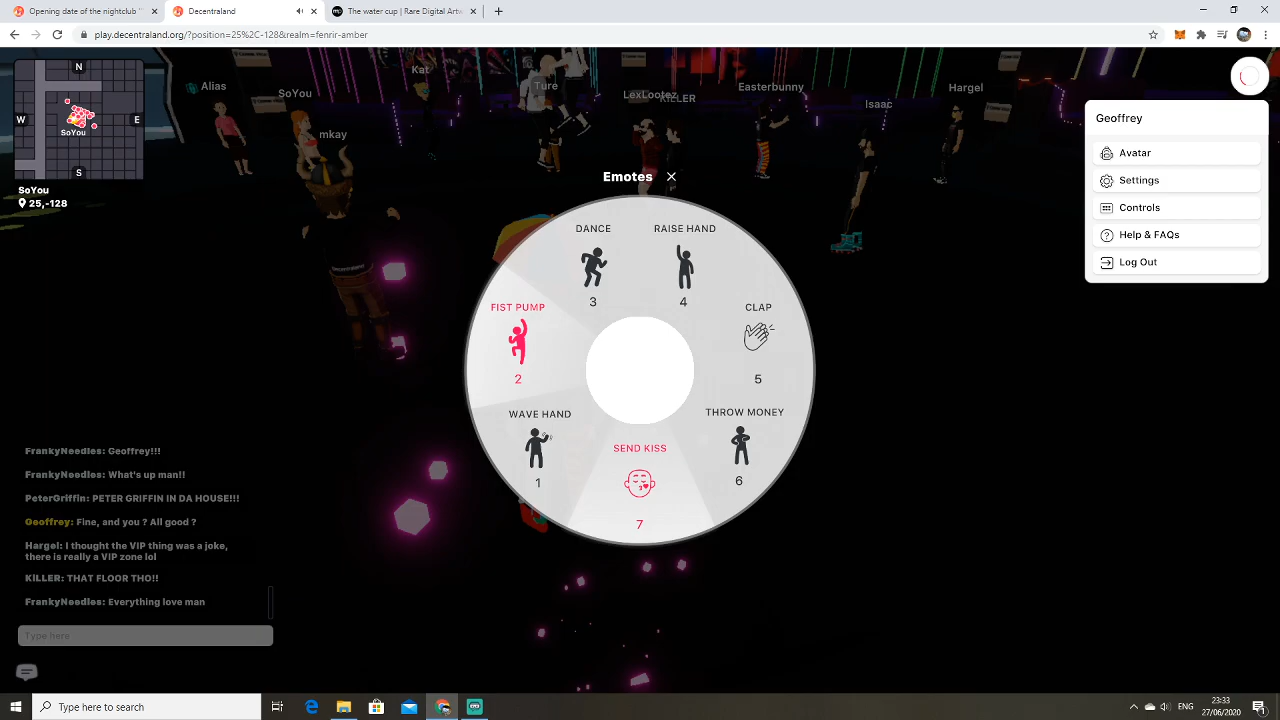 Opening date of the nightclub "
Decentraland
The water cup | Rare Digital Artw
play.decentraland.org/?position=25%2C-128&realm=fenrir-amber
N
W
E
S
SoYou
SoYou
25,-128
Alias
SoYou
mkay
Kat
Ture
LexLootez
KILLER
Easterbunny
Isaac
Hargel
Geoffrey
Avatar
Settings
Controls
Help & FAQs
Log Out
Emotes
DANCE
3
RAISE HAND
4
FIST PUMP
2
CLAP
5
WAVE HAND
1
THROW MONEY
6
SEND KISS
7
FrankyNeedles: Geoffrey!!!
FrankyNeedles: What's up man!!
PeterGriffin: PETER GRIFFIN IN DA HOUSE!!!
Geoffrey: Fine, and you ? All good ?
Hargel: I thought the VIP thing was a joke,
there is really a VIP zone lol
KILLER: THAT FLOOR THO!!
FrankyNeedles: Everything love man
Type here
Type here to search
23:33
27/06/2020